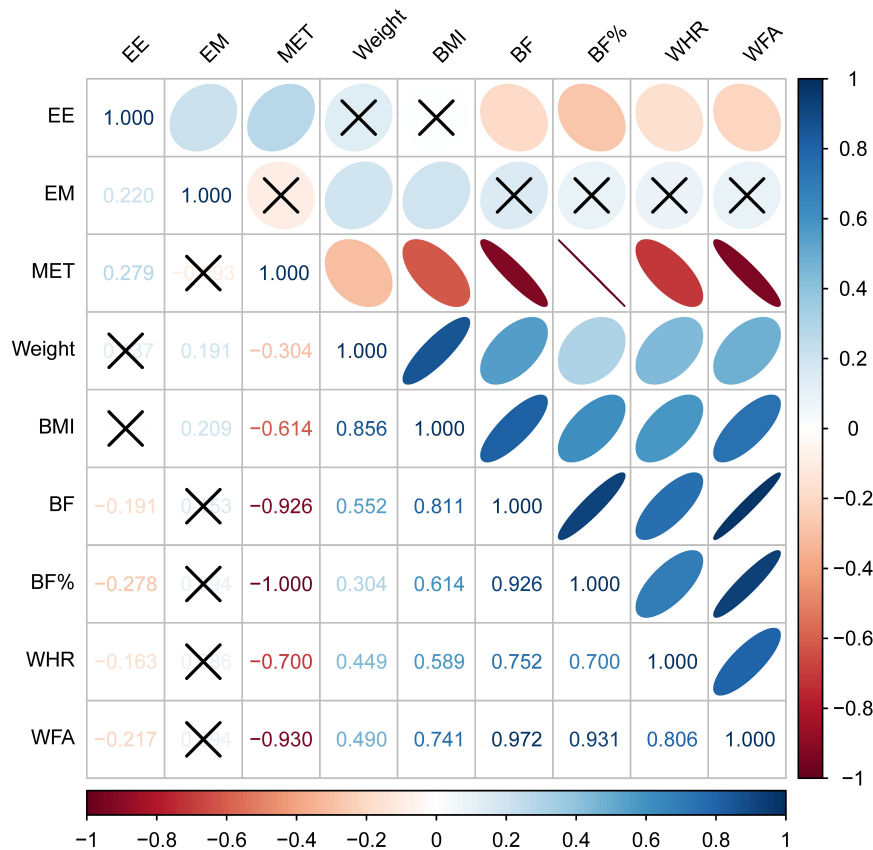 EE EM MET Weight BMI BF BF% WHR WFA
EE 1.000
EM 0.220 1.000
MET 0.279 1.000
Weight 0.191 −0.304 1.000
BMI 0.209 −0.614 0.856 1.000
BF −0.191 −0.926 0.552 0.811 1.000
BF% −0.278 −1.000 0.304 0.614 0.926 1.000
WHR −0.163 −0.700 0.449 0.589 0.752 0.700 1.000
WFA −0.217 −0.930 0.490 0.741 0.972 0.931 0.806 1.000
1
0.8
0.6
0.4
0.2
0
−0.2
−0.4
−0.6
−0.8
−1
−1 −0.8 −0.6 −0.4 −0.2 0 0.2 0.4 0.6 0.8 1